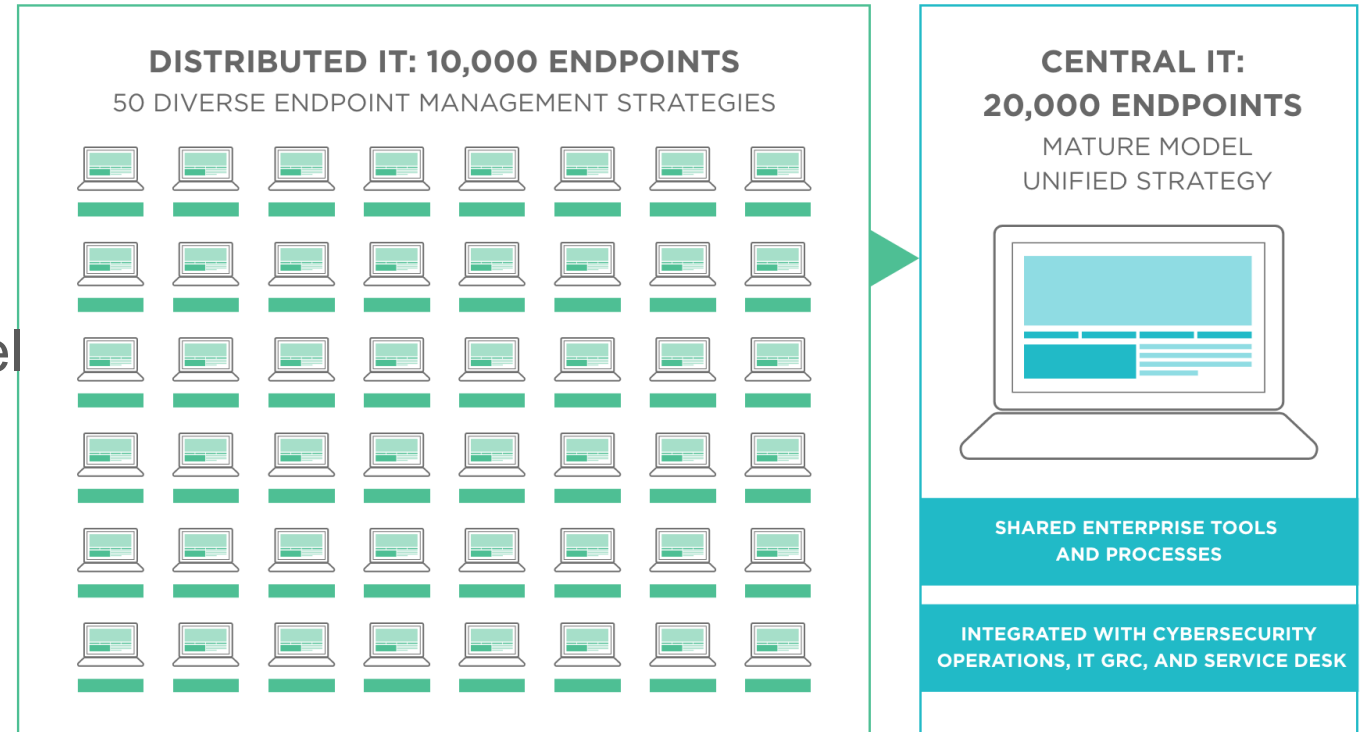 DISTRIBUTED IT: 10,000 ENDPOINTS
50 DIVERSE ENDPOINT MANAGEMENT STRATEGIES
el
CENTRAL IT:
20,000 ENDPOINTS
MATURE MODEL
UNIFIED STRATEGY
SHARED ENTERPRISE TOOLS
AND PROCESSES
INTEGRATED WITH CYBERSECURITY
OPERATIONS, IT GRC, AND SERVICE DESK